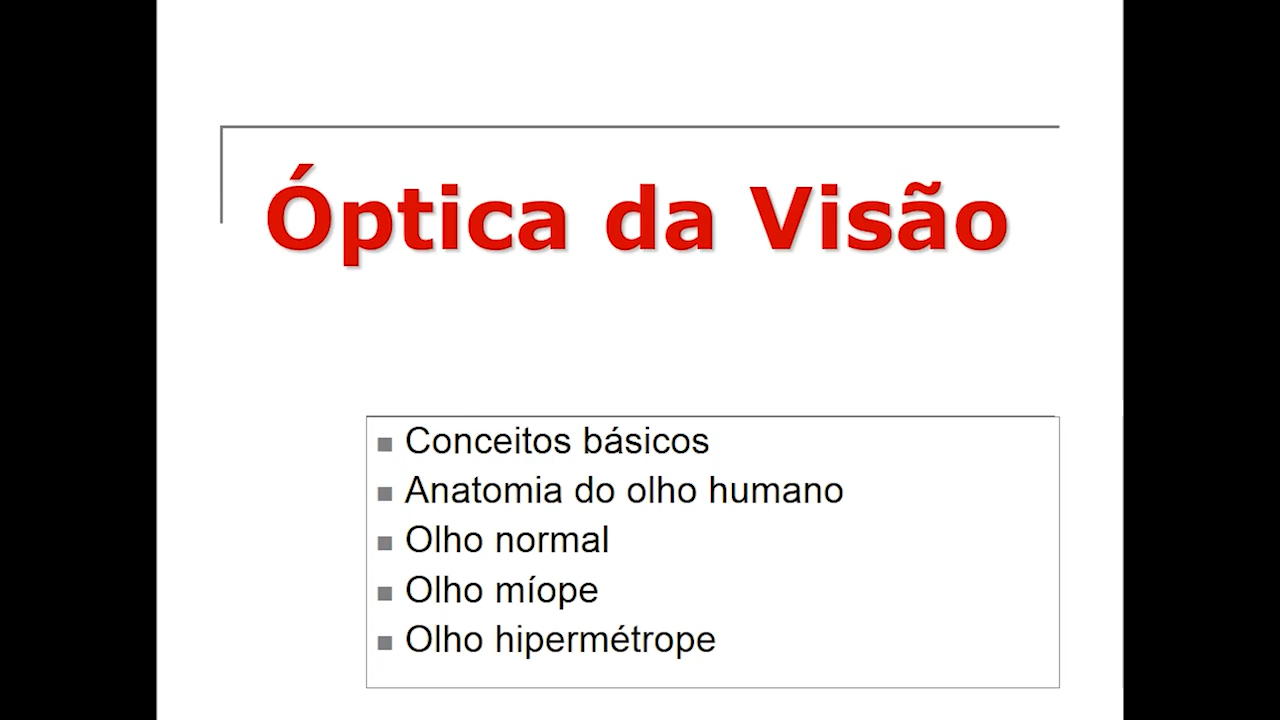 Óptica da Visão
Conceitos básicos
Anatomia do olho humano
Olho normal
Olho míope
Olho hipermétrope